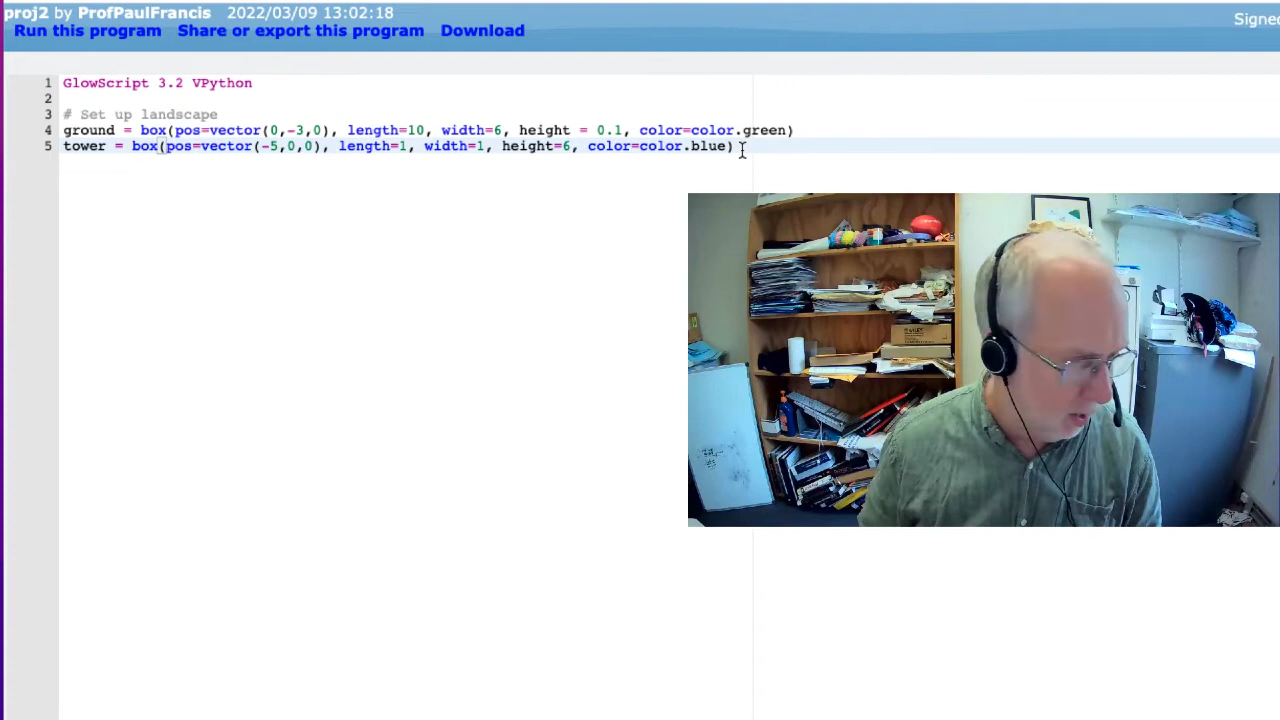 proj2 by ProfPaulFrancis 2022/03/09 13:02:18
Signed
Run this program Share or export this program Download
1 GlowScript 3.2 VPython
2
3 # Set up landscape
4 ground = box(pos=vector(0,-3,0), length=10, width=6, height = 0.1, color=color.green)
5 tower = box(pos=vector(-5,0,0), length=1, width=1, height=6, color=color.blue)